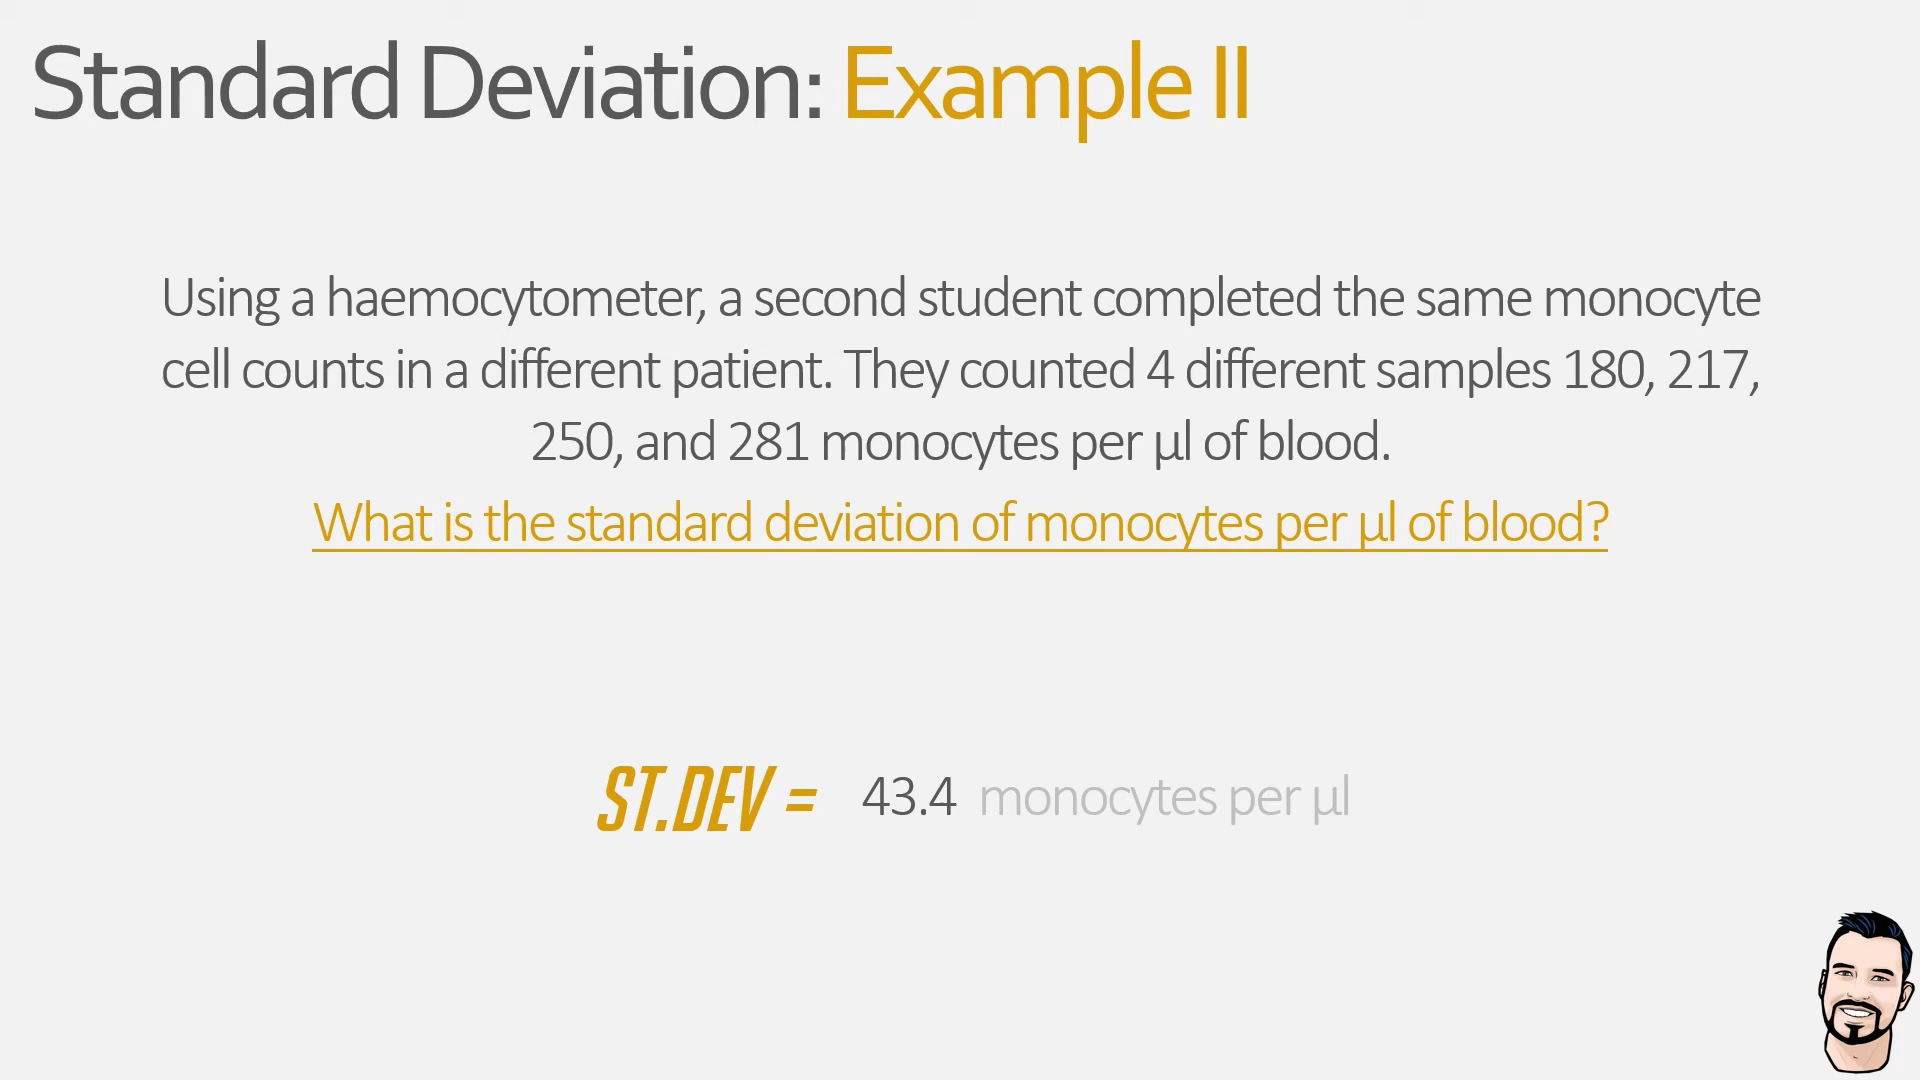 Standard Deviation: Example II
Using a haemocytometer, a second student completed the same monocyte
cell counts in a different patient. They counted 4 different samples 180, 217,
250, and 281 monocytes per µl of blood.
What is the standard deviation of monocytes per µl of blood?
ST.DEV = 43.4 monocytes per µl